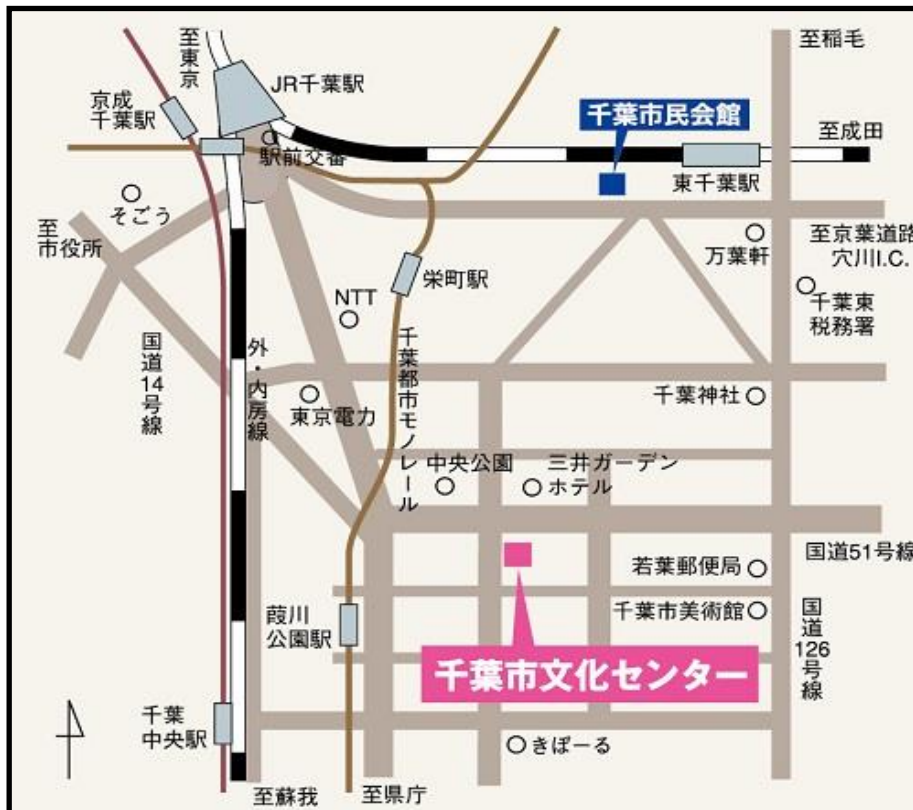 至東京
JR千葉駅
至稲毛
京成
千葉駅
千葉市民会館
至成田
駅前交番
東千葉駅
そごう
至
市役所
万葉軒
至京葉道路
穴川I.C.
栄町駅
NTT
千葉東
税務署
国道14号線
外・内房線
千葉都市モノレール
東京電力
千葉神社
中央公園
三井ガーデン
ホテル
国道51号線
若葉郵便局
千葉市美術館
国道126号線
葭川
公園駅
千葉市文化センター
千葉
中央駅
きぼーる
至蘇我
至県庁